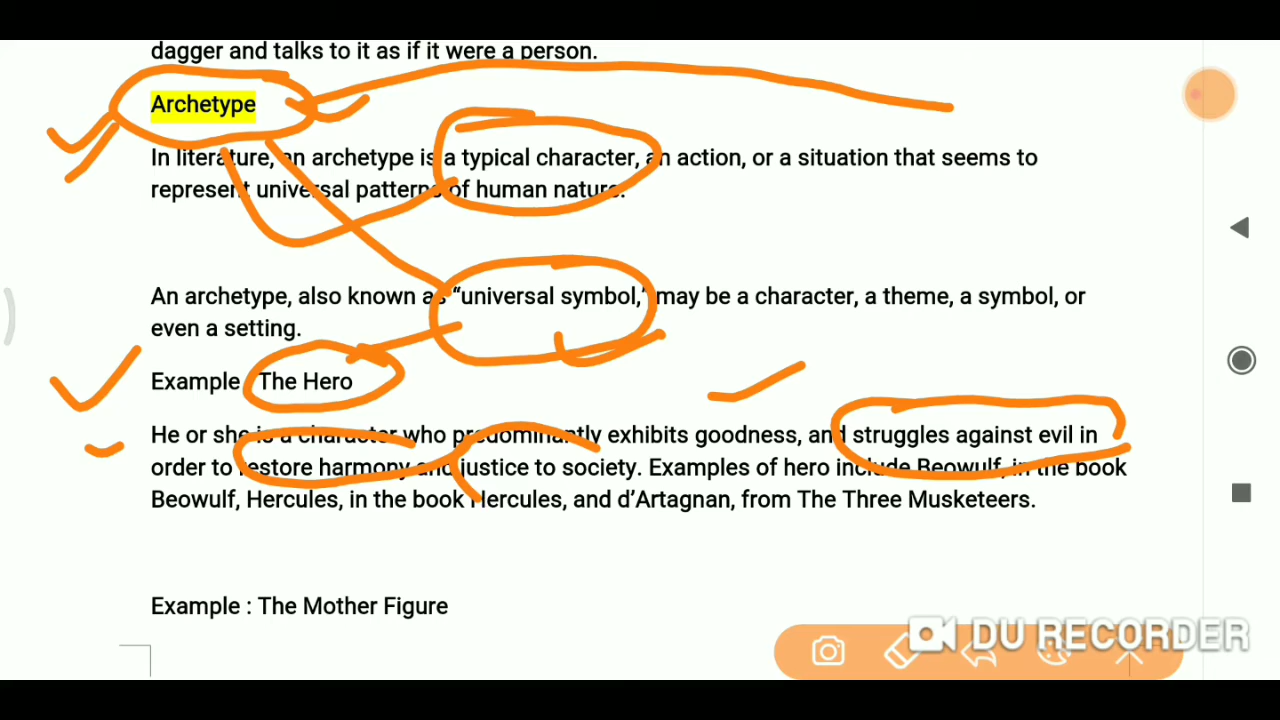 dagger and talks to it as if it were a person.
Archetype
In literature, an archetype is a typical character, an action, or a situation that seems to
represent universal patterns of human nature.
An archetype, also known as “universal symbol,” may be a character, a theme, a symbol, or
even a setting.
Example : The Hero
He or she is a character who predominantly exhibits goodness, and struggles against evil in
order to restore harmony and justice to society. Examples of hero include Beowulf, in the book
Beowulf, Hercules, in the book Hercules, and d’Artagnan, from The Three Musketeers.
Example : The Mother Figure
DU RECORDER